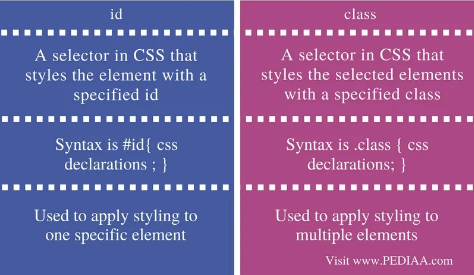 id
A selector in CSS that
styles the element with a
specified id
Syntax is #id{ css
declarations ; }
Used to apply styling to
one specific element
class
A selector in CSS that
styles the selected elements
with a specified class
Syntax is .class { css
declarations; }
Used to apply styling to
multiple elements
Visit www.PEDIAA.com